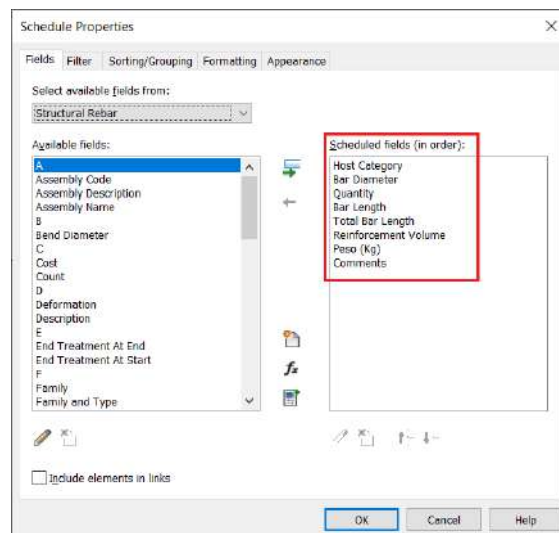 Schedule Properties
Fields Filter Sorting/Grouping Formatting Appearance
Select available fields from:
Structural Rebar
Available fields:
A
Assembly Code
Assembly Description
Assembly Name
B
Bend Diameter
C
Cost
Count
D
Deformation
Description
E
End Treatment At End
End Treatment At Start
F
Family
Family and Type
Scheduled fields (in order):
Host Category
Bar Diameter
Quantity
Bar Length
Total Bar Length
Reinforcement Volume
Peso (Kg)
Comments
Include elements in links
OK Cancel Help